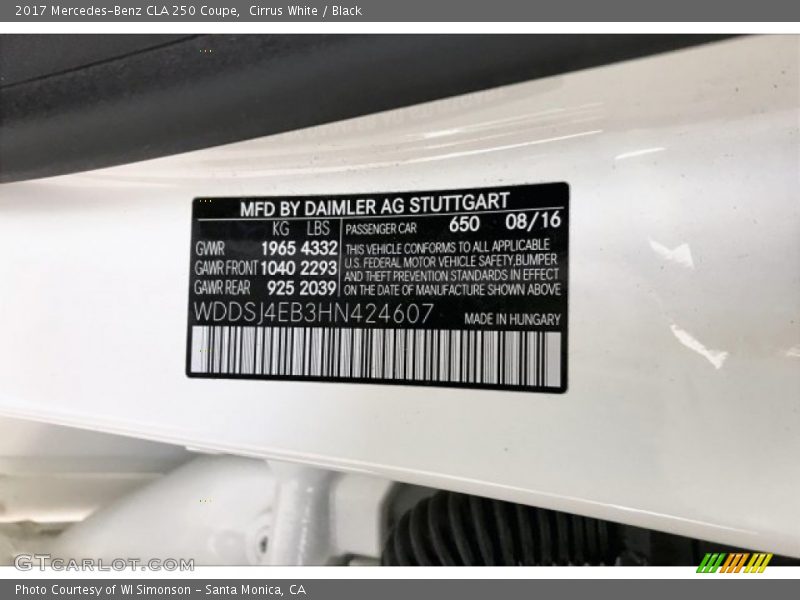 2017 Mercedes-Benz CLA 250 Coupe,  Cirrus White / Black
MFD BY DAIMLER AG STUTTGART
KG LBS
GWR 1965 4332
GAWR FRONT 1040 2293
GAWR REAR 925 2039
PASSENGER CAR 650 08/16
THIS VEHICLE CONFORMS TO ALL APPLICABLE
U.S. FEDERAL MOTOR VEHICLE SAFETY,BUMPER
AND THEFT PREVENTION STANDARDS IN EFFECT
ON THE DATE OF MANUFACTURE SHOWN ABOVE
WDDSJ4EB3HN424607
MADE IN HUNGARY
GTCARLOT.COM
Photo Courtesy of WI Simonson - Santa Monica, CA